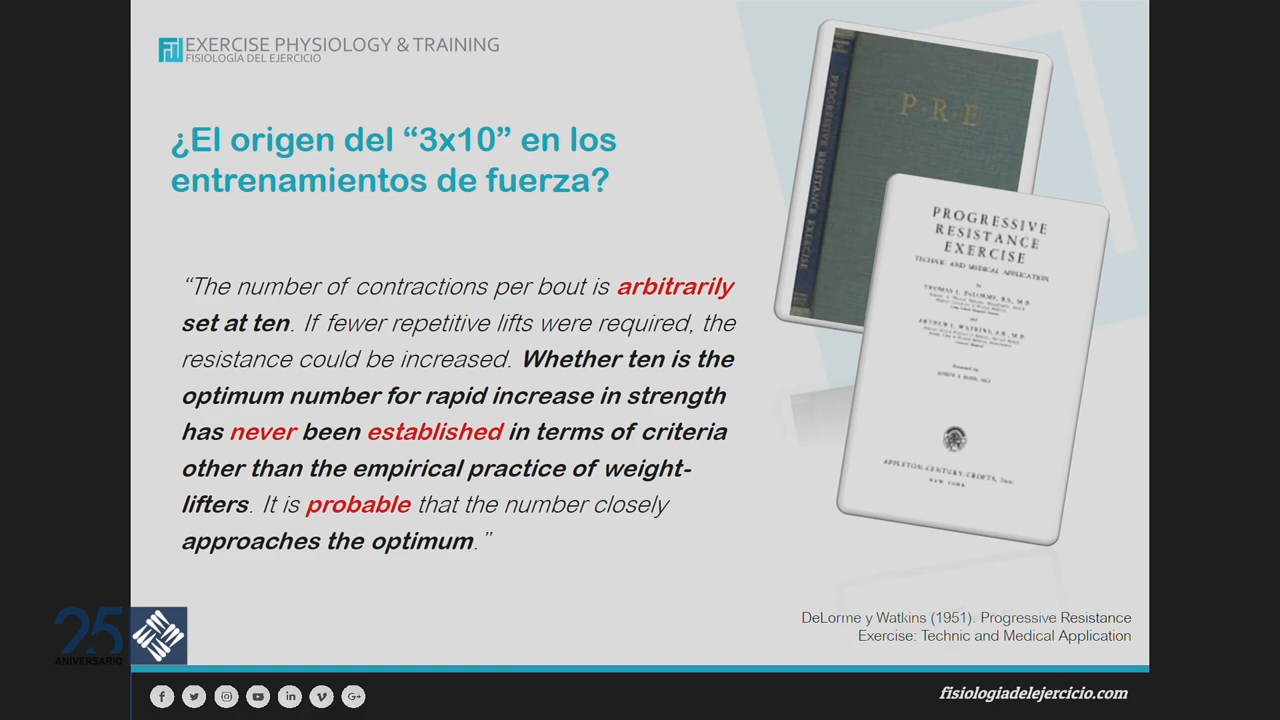 EXERCISE PHYSIOLOGY & TRAINING
FISIOLOGÍA DEL EJERCICIO
¿El origen del “3x10” en los
entrenamientos de fuerza?
“The number of contractions per bout is arbitrarily
set at ten. If fewer repetitive lifts were required, the
resistance could be increased. Whether ten is the
optimum number for rapid increase in strength
has never been established in terms of criteria
other than the empirical practice of weight-
lifters. It is probable that the number closely
approaches the optimum.”
P·R·E
PROGRESSIVE RESISTANCE EXERCISE
PROGRESSIVE
RESISTANCE
EXERCISE
TECHNIC AND MEDICAL APPLICATION
by
THOMAS L. DELORME, B.S., M.D.
and
ARTHUR L. WATKINS, A.B., M.D.
APPLETON-CENTURY-CROFTS, Inc.
NEW YORK
DeLorme y Watkins (1951). Progressive Resistance
Exercise: Technic and Medical Application
25
ANIVERSARIO
fisiologiadelejercicio.com